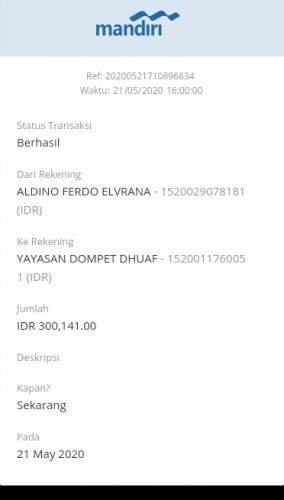 mandiri
Ref: 20200521710896834
Waktu: 21/05/2020 16:00:00
Status Transaksi
Berhasil
Dari Rekening
ALDINO FERDO ELVRANA - 1520029078181
(IDR)
Ke Rekening
YAYASAN DOMPET DHUAF - 152001176005
1 (IDR)
Jumlah
IDR 300,141.00
Deskripsi
Kapan?
Sekarang
Pada
21 May 2020